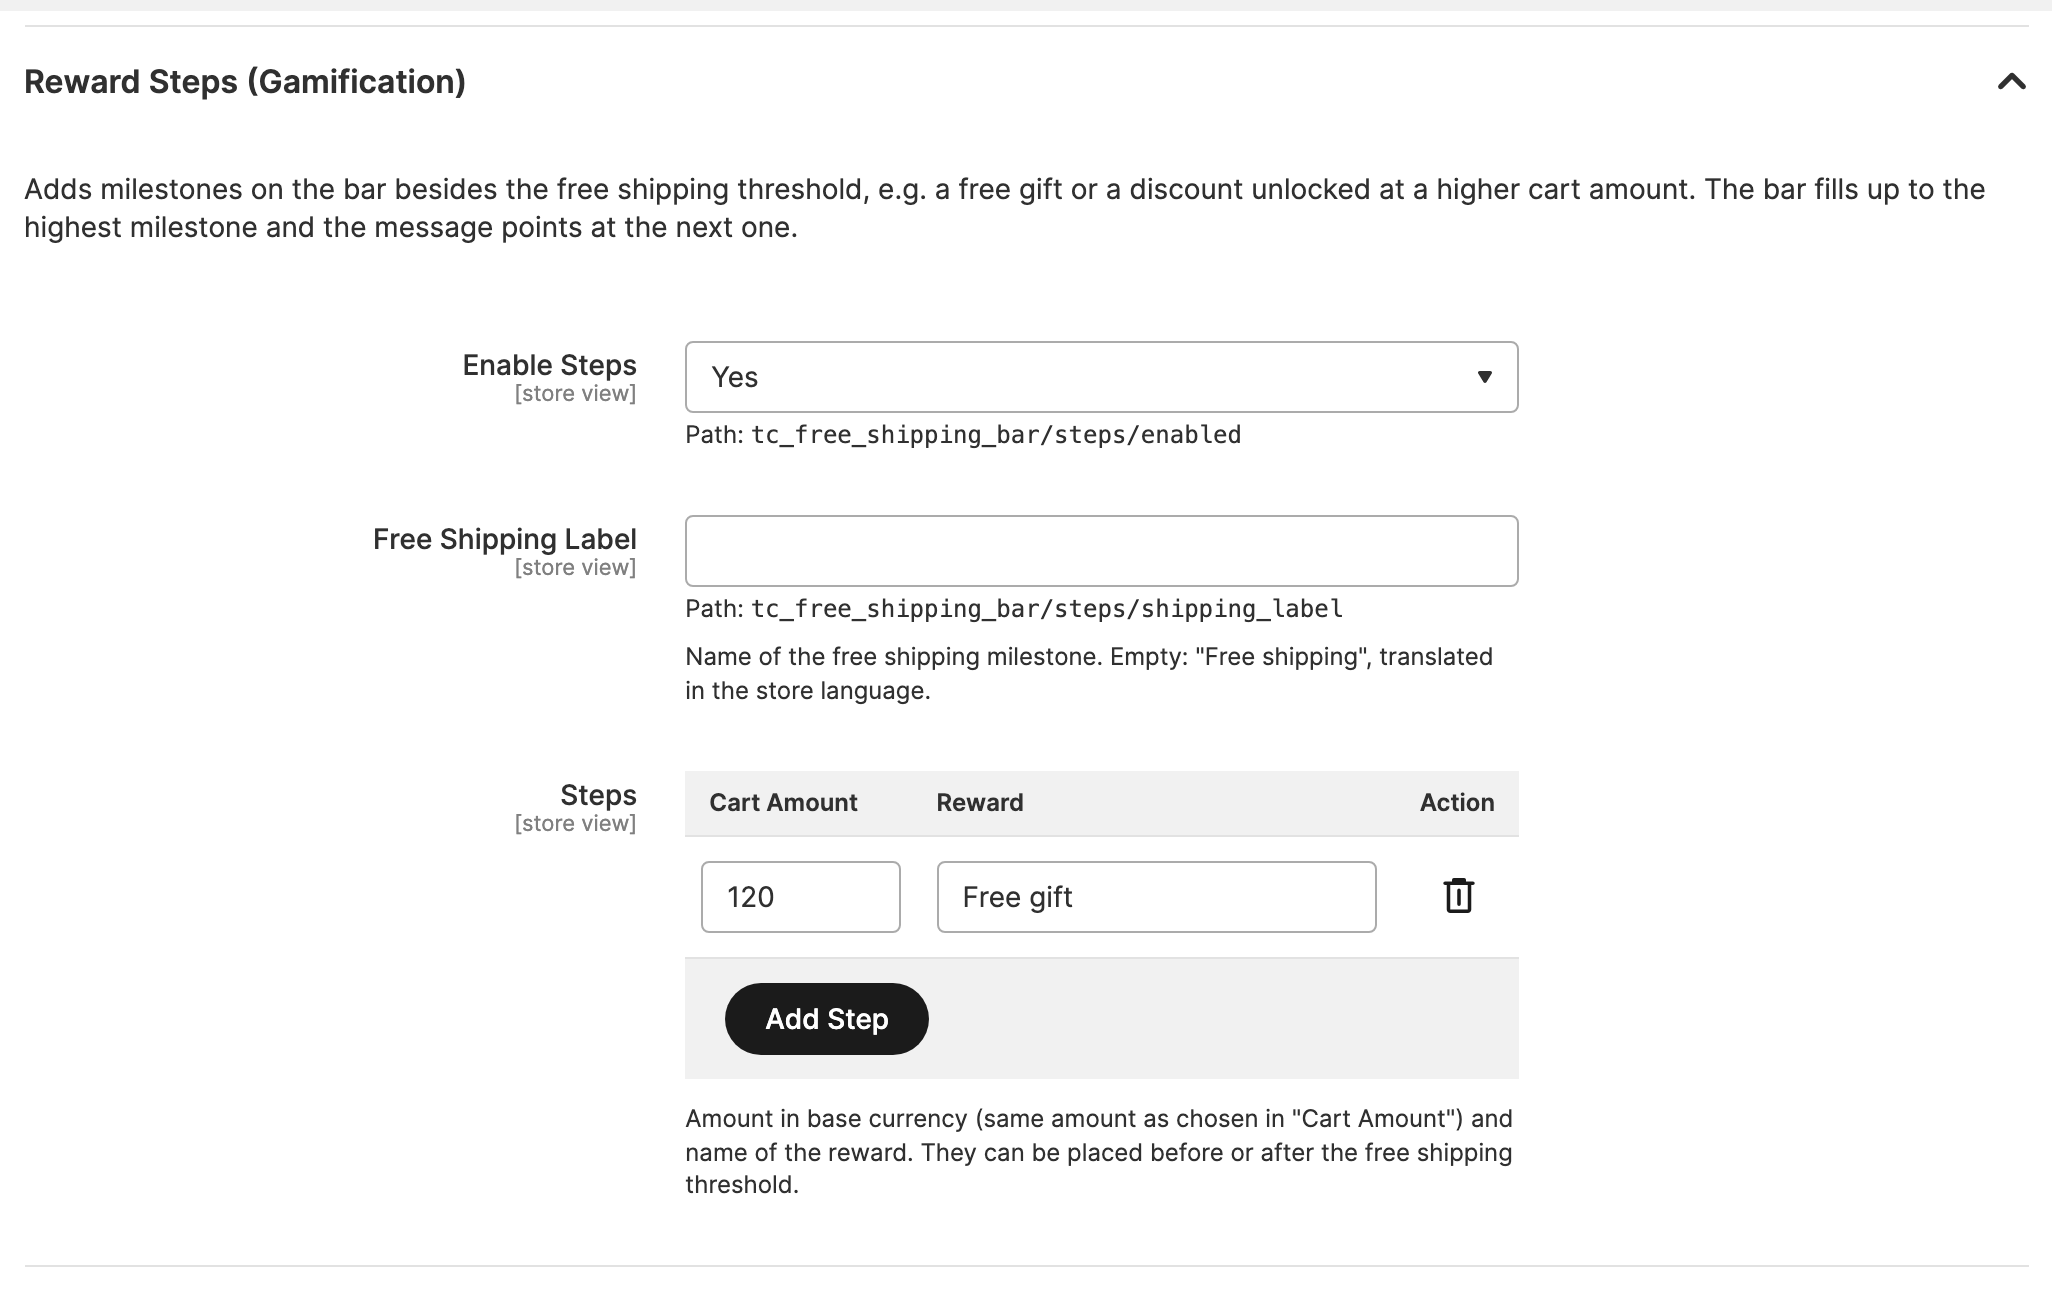 Reward Steps (Gamification)
Adds milestones on the bar besides the free shipping threshold, e.g. a free gift or a discount unlocked at a higher cart amount. The bar fills up to the
highest milestone and the message points at the next one.
Enable Steps
[store view]
Yes
Path: tc_free_shipping_bar/steps/enabled
Free Shipping Label
[store view]
Path: tc_free_shipping_bar/steps/shipping_label
Name of the free shipping milestone. Empty: "Free shipping", translated
in the store language.
Steps
[store view]
Cart Amount Reward Action
120 Free gift
Add Step
Amount in base currency (same amount as chosen in "Cart Amount") and
name of the reward. They can be placed before or after the free shipping
threshold.